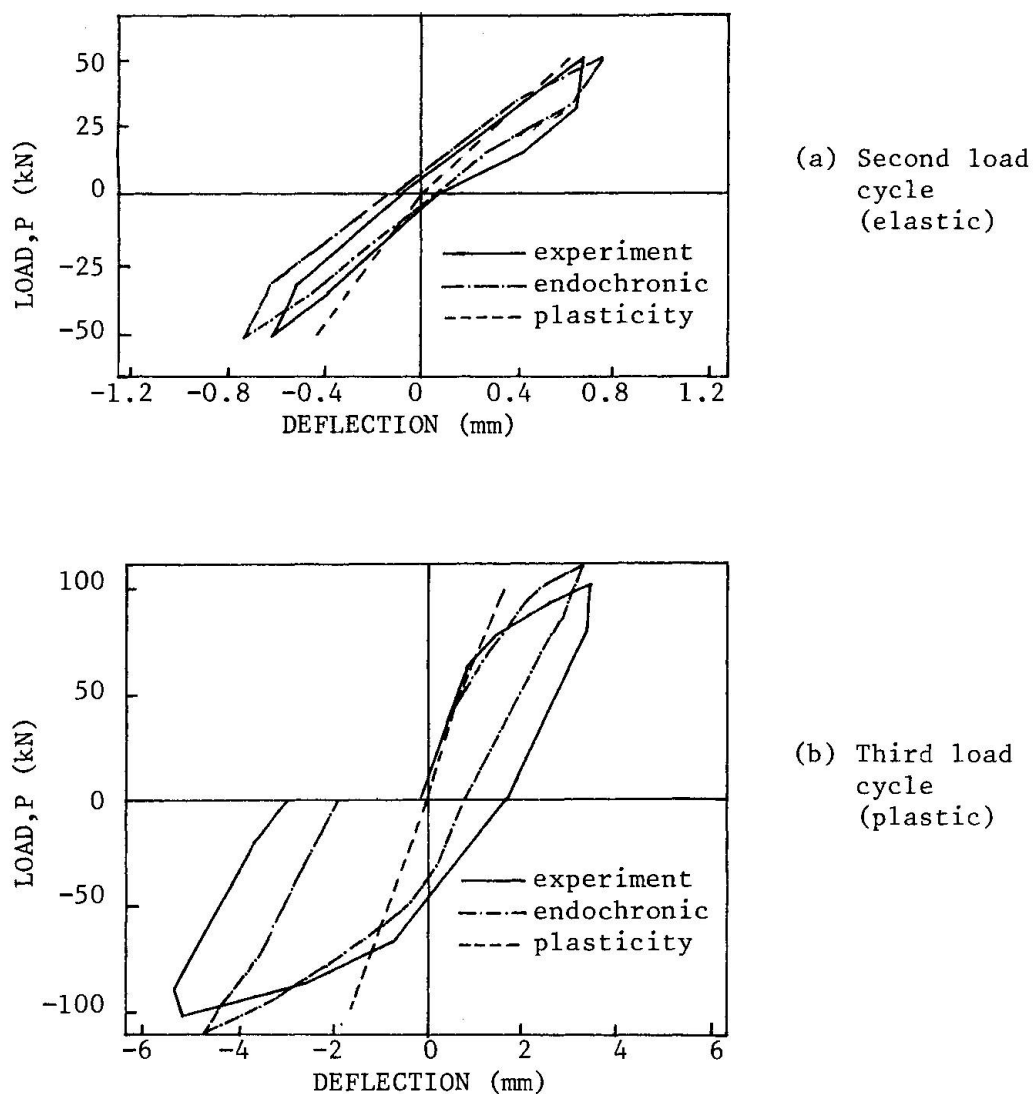 50
25
0
-25
-50
LOAD,P (kN)
experiment
endochronic
plasticity
-1.2 -0.8 -0.4 0 0.4 0.8 1.2
DEFLECTION (mm)
(a) Second load
cycle
(elastic)
100
50
0
-50
-100
LOAD,P (kN)
experiment
endochronic
plasticity
-6 -4 -2 0 2 4 6
DEFLECTION (mm)
(b) Third load
cycle
(plastic)